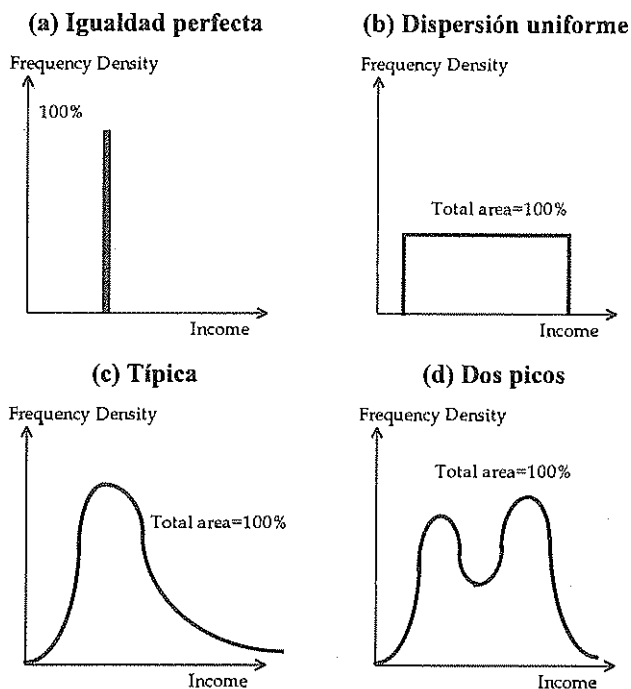 (a) Igualdad perfecta
Frequency Density
100%
Income
(b) Dispersión uniforme
Frequency Density
Total area=100%
Income
(c) Típica
Frequency Density
Total area=100%
Income
(d) Dos picos
Frequency Density
Total area=100%
Income